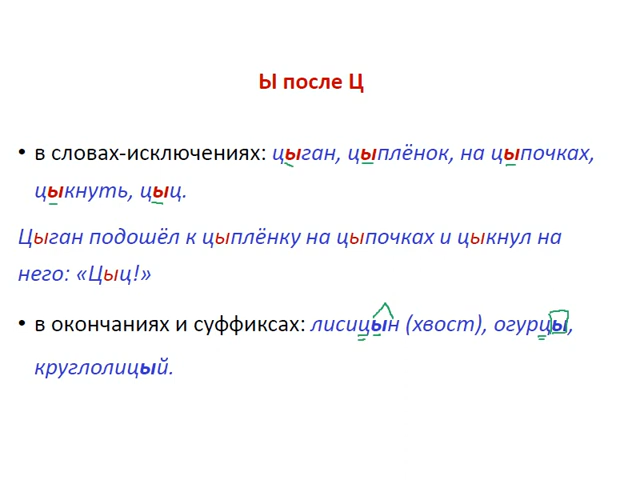 Ы после Ц
• в словах-исключениях: цыган, цыплёнок, на цыпочках,
цыкнуть, цыц.
Цыган подошёл к цыплёнку на цыпочках и цыкнул на
него: «Цыц!»
• в окончаниях и суффиксах: лисицын (хвост), огурцы,
круглолицый.